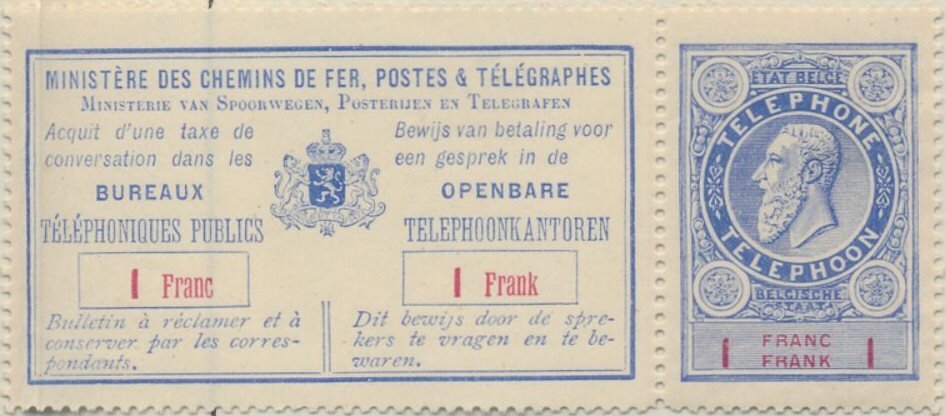 MINISTÈRE DES CHEMINS DE FER, POSTES & TÉLÉGRAPHES
MINISTERIE VAN SPOORWEGEN, POSTERIJEN EN TELEGRAFEN
Acquit d'une taxe de
conversation dans les
BUREAUX
TÉLÉPHONIQUES PUBLICS
1 Franc
Bulletin à réclamer et à
conserver par les corres-
pondants.
Bewijs van betaling voor
een gesprek in de
OPENBARE
TELEPHOONKANTOREN
1 Frank
Dit bewijs door de spre-
kers te vragen en te be-
waren.
ETAT BELGE
TELEPHONE
TELEPHOON
BELGISCHE
STAAT
1 FRANC 1
FRANK